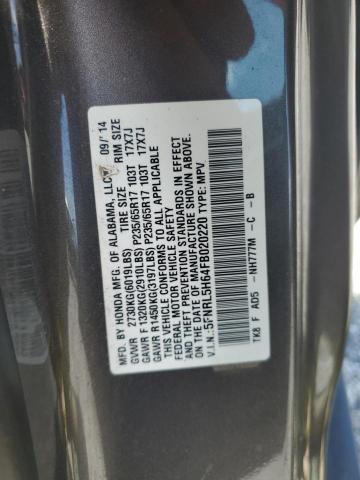 MFD. BY HONDA MFG. OF ALABAMA, LLC 09/ 14
TIRE SIZE RIM SIZE
GVWR 2730KG(6019LBS)
GAWR F 1320KG(2910LBS) P235/65R17 103T 17X7J
GAWR R1450KG(3197LBS) P235/65R17 103T 17X7J
THIS VEHICLE CONFORMS TO ALL APPLICABLE
FEDERAL MOTOR VEHICLE SAFETY
& THEFT PREVENTION STANDARDS IN EFFECT
ON THE DATE OF MANUFACTURE SHOWN ABOVE.
V.I.N.:5FNRL5H64FB020220 TYPE: MPV
TK8 F AD5 -NH777M -C -B